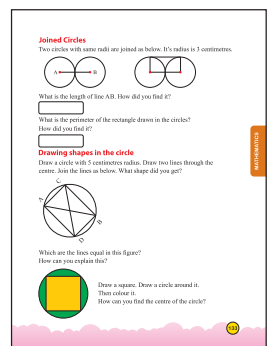 Joined Circles
Two circles with same radii are joined as below. It's radius is 3 centimetres.
A
B
What is the length of line AB. How did you find it?
What is the perimeter of the rectangle drawn in the circles?
How did you find it?
Drawing shapes in the circle
Draw a circle with 5 centimetres radius. Draw two lines through the
centre. Join the lines as below. What shape did you get?
C
A
B
D
Which are the lines equal in this figure?
How can you explain this?
Draw a square. Draw a circle around it.
Then colour it.
How can you find the centre of the circle?
MATHEMATICS
133